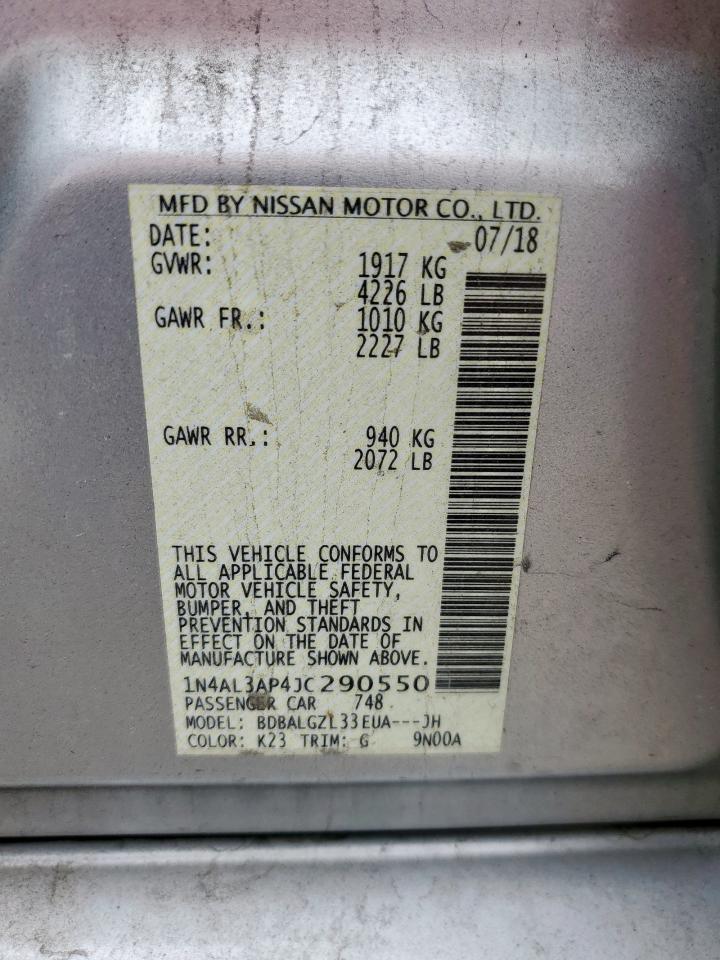 MFD BY NISSAN MOTOR CO., LTD.
DATE: 07/18
GVWR: 1917 KG
4226 LB
GAWR FR.: 1010 KG
2227 LB
GAWR RR.: 940 KG
2072 LB
THIS VEHICLE CONFORMS TO
ALL APPLICABLE FEDERAL
MOTOR VEHICLE SAFETY,
BUMPER, AND THEFT
PREVENTION STANDARDS IN
EFFECT ON THE DATE OF
MANUFACTURE SHOWN ABOVE.
1N4AL3AP4JC290550
PASSENGER CAR 748
MODEL: BDBALGZL33EUA---JH
COLOR: K23 TRIM: G 9N00A